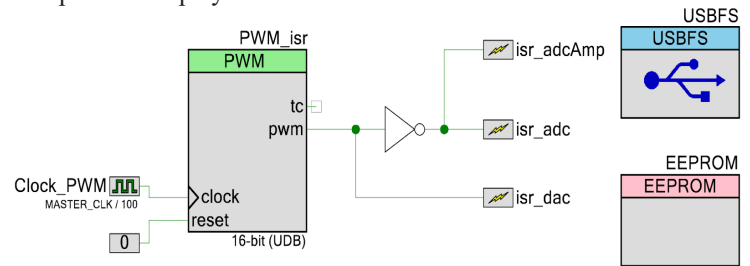 USBFS
PWM_isr
USBFS
PWM
isr_adcAmp
tc
pwm
isr_adc
EEPROM
Clock_PWM
clock
isr_dac
EEPROM
MASTER_CLK / 100
reset
0
16-bit (UDB)